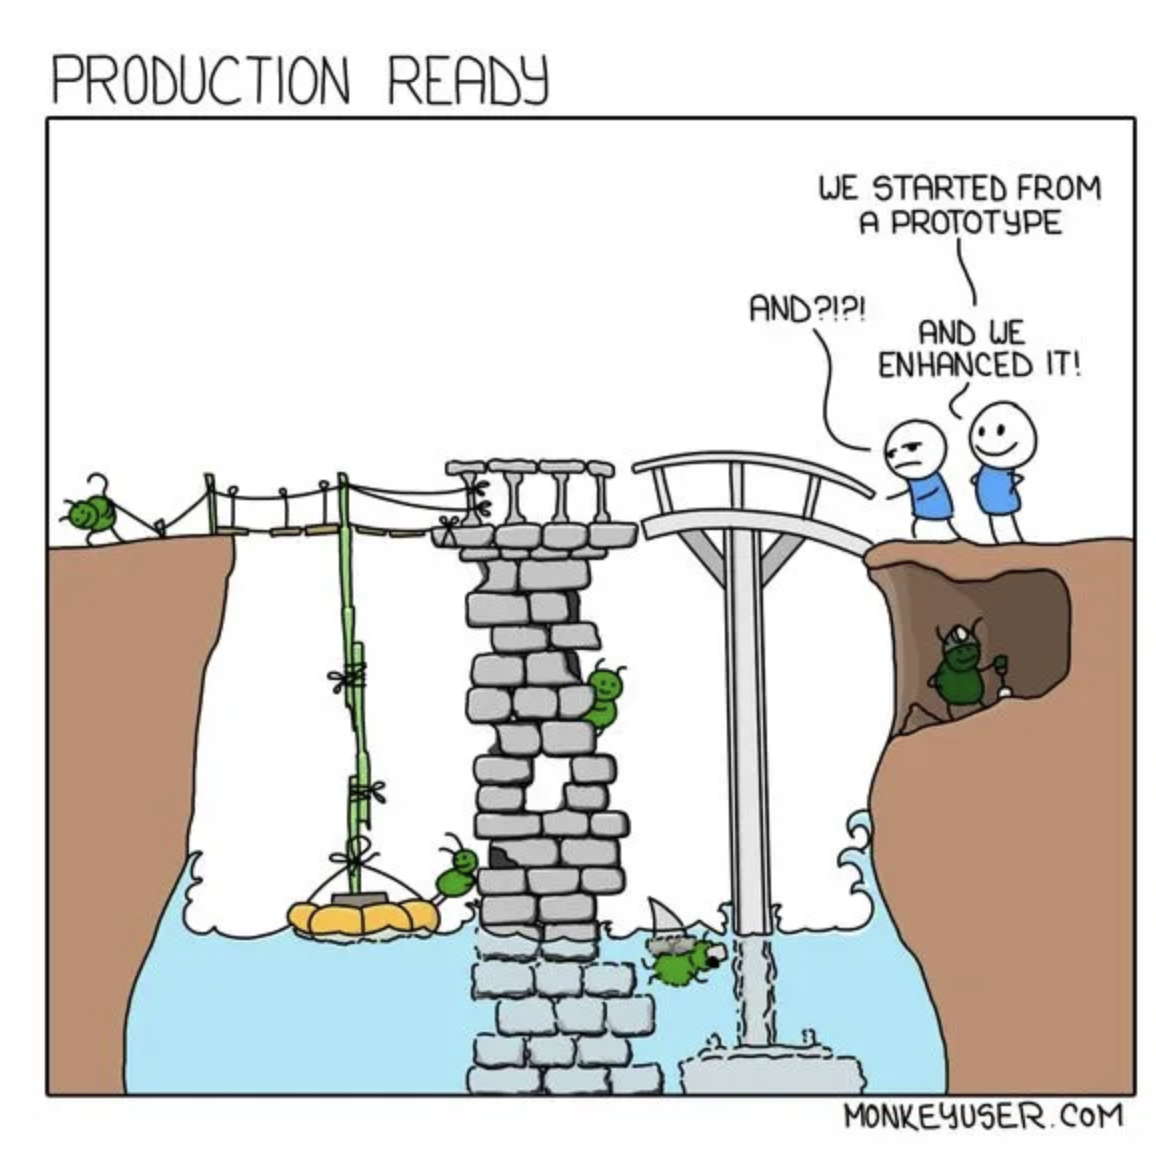 PRODUCTION READY
WE STARTED FROM
A PROTOTYPE
AND?!?!
AND WE
ENHANCED IT!
MONKEYUSER.COM